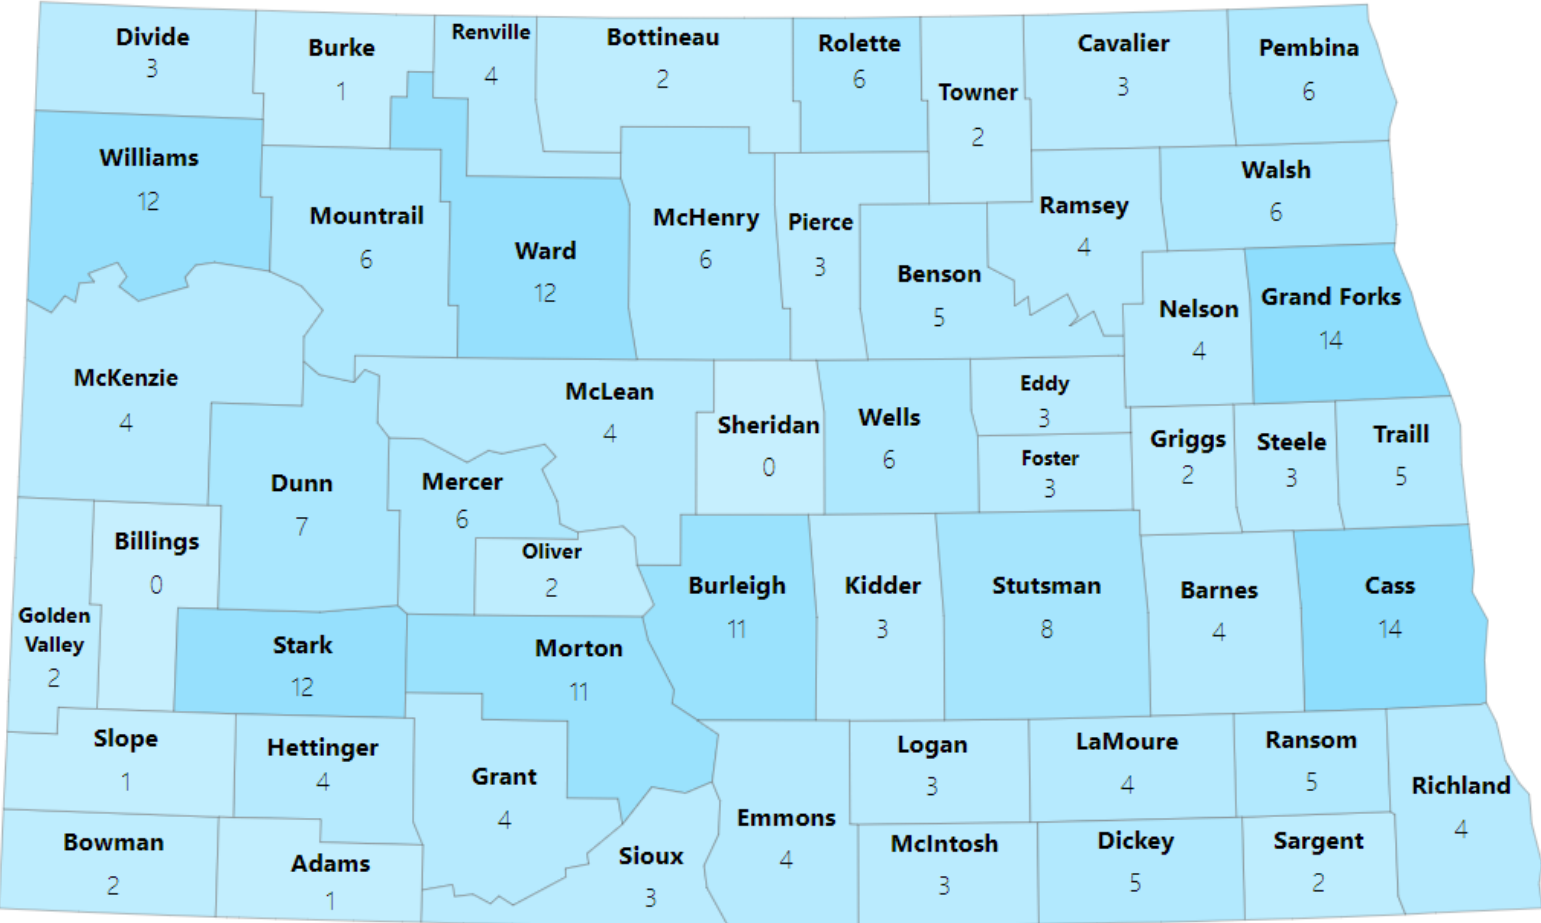 Divide
3
Burke
1
Renville
4
Bottineau
2
Rolette
6
Towner
2
Cavalier
3
Pembina
6
Williams
12
Mountrail
6
Ward
12
McHenry
6
Pierce
3
Benson
5
Ramsey
4
Walsh
6
Nelson
4
Grand Forks
14
McKenzie
4
Dunn
7
McLean
4
Mercer
6
Oliver
2
Sheridan
0
Wells
6
Eddy
3
Foster
3
Griggs
2
Steele
3
Traill
5
Golden
Valley
2
Billings
0
Stark
12
Morton
11
Burleigh
11
Kidder
3
Stutsman
8
Barnes
4
Cass
14
Slope
1
Hettinger
4
Grant
4
Bowman
2
Adams
1
Sioux
3
Emmons
4
Logan
3
LaMoure
4
Ransom
5
Richland
4
McIntosh
3
Dickey
5
Sargent
2